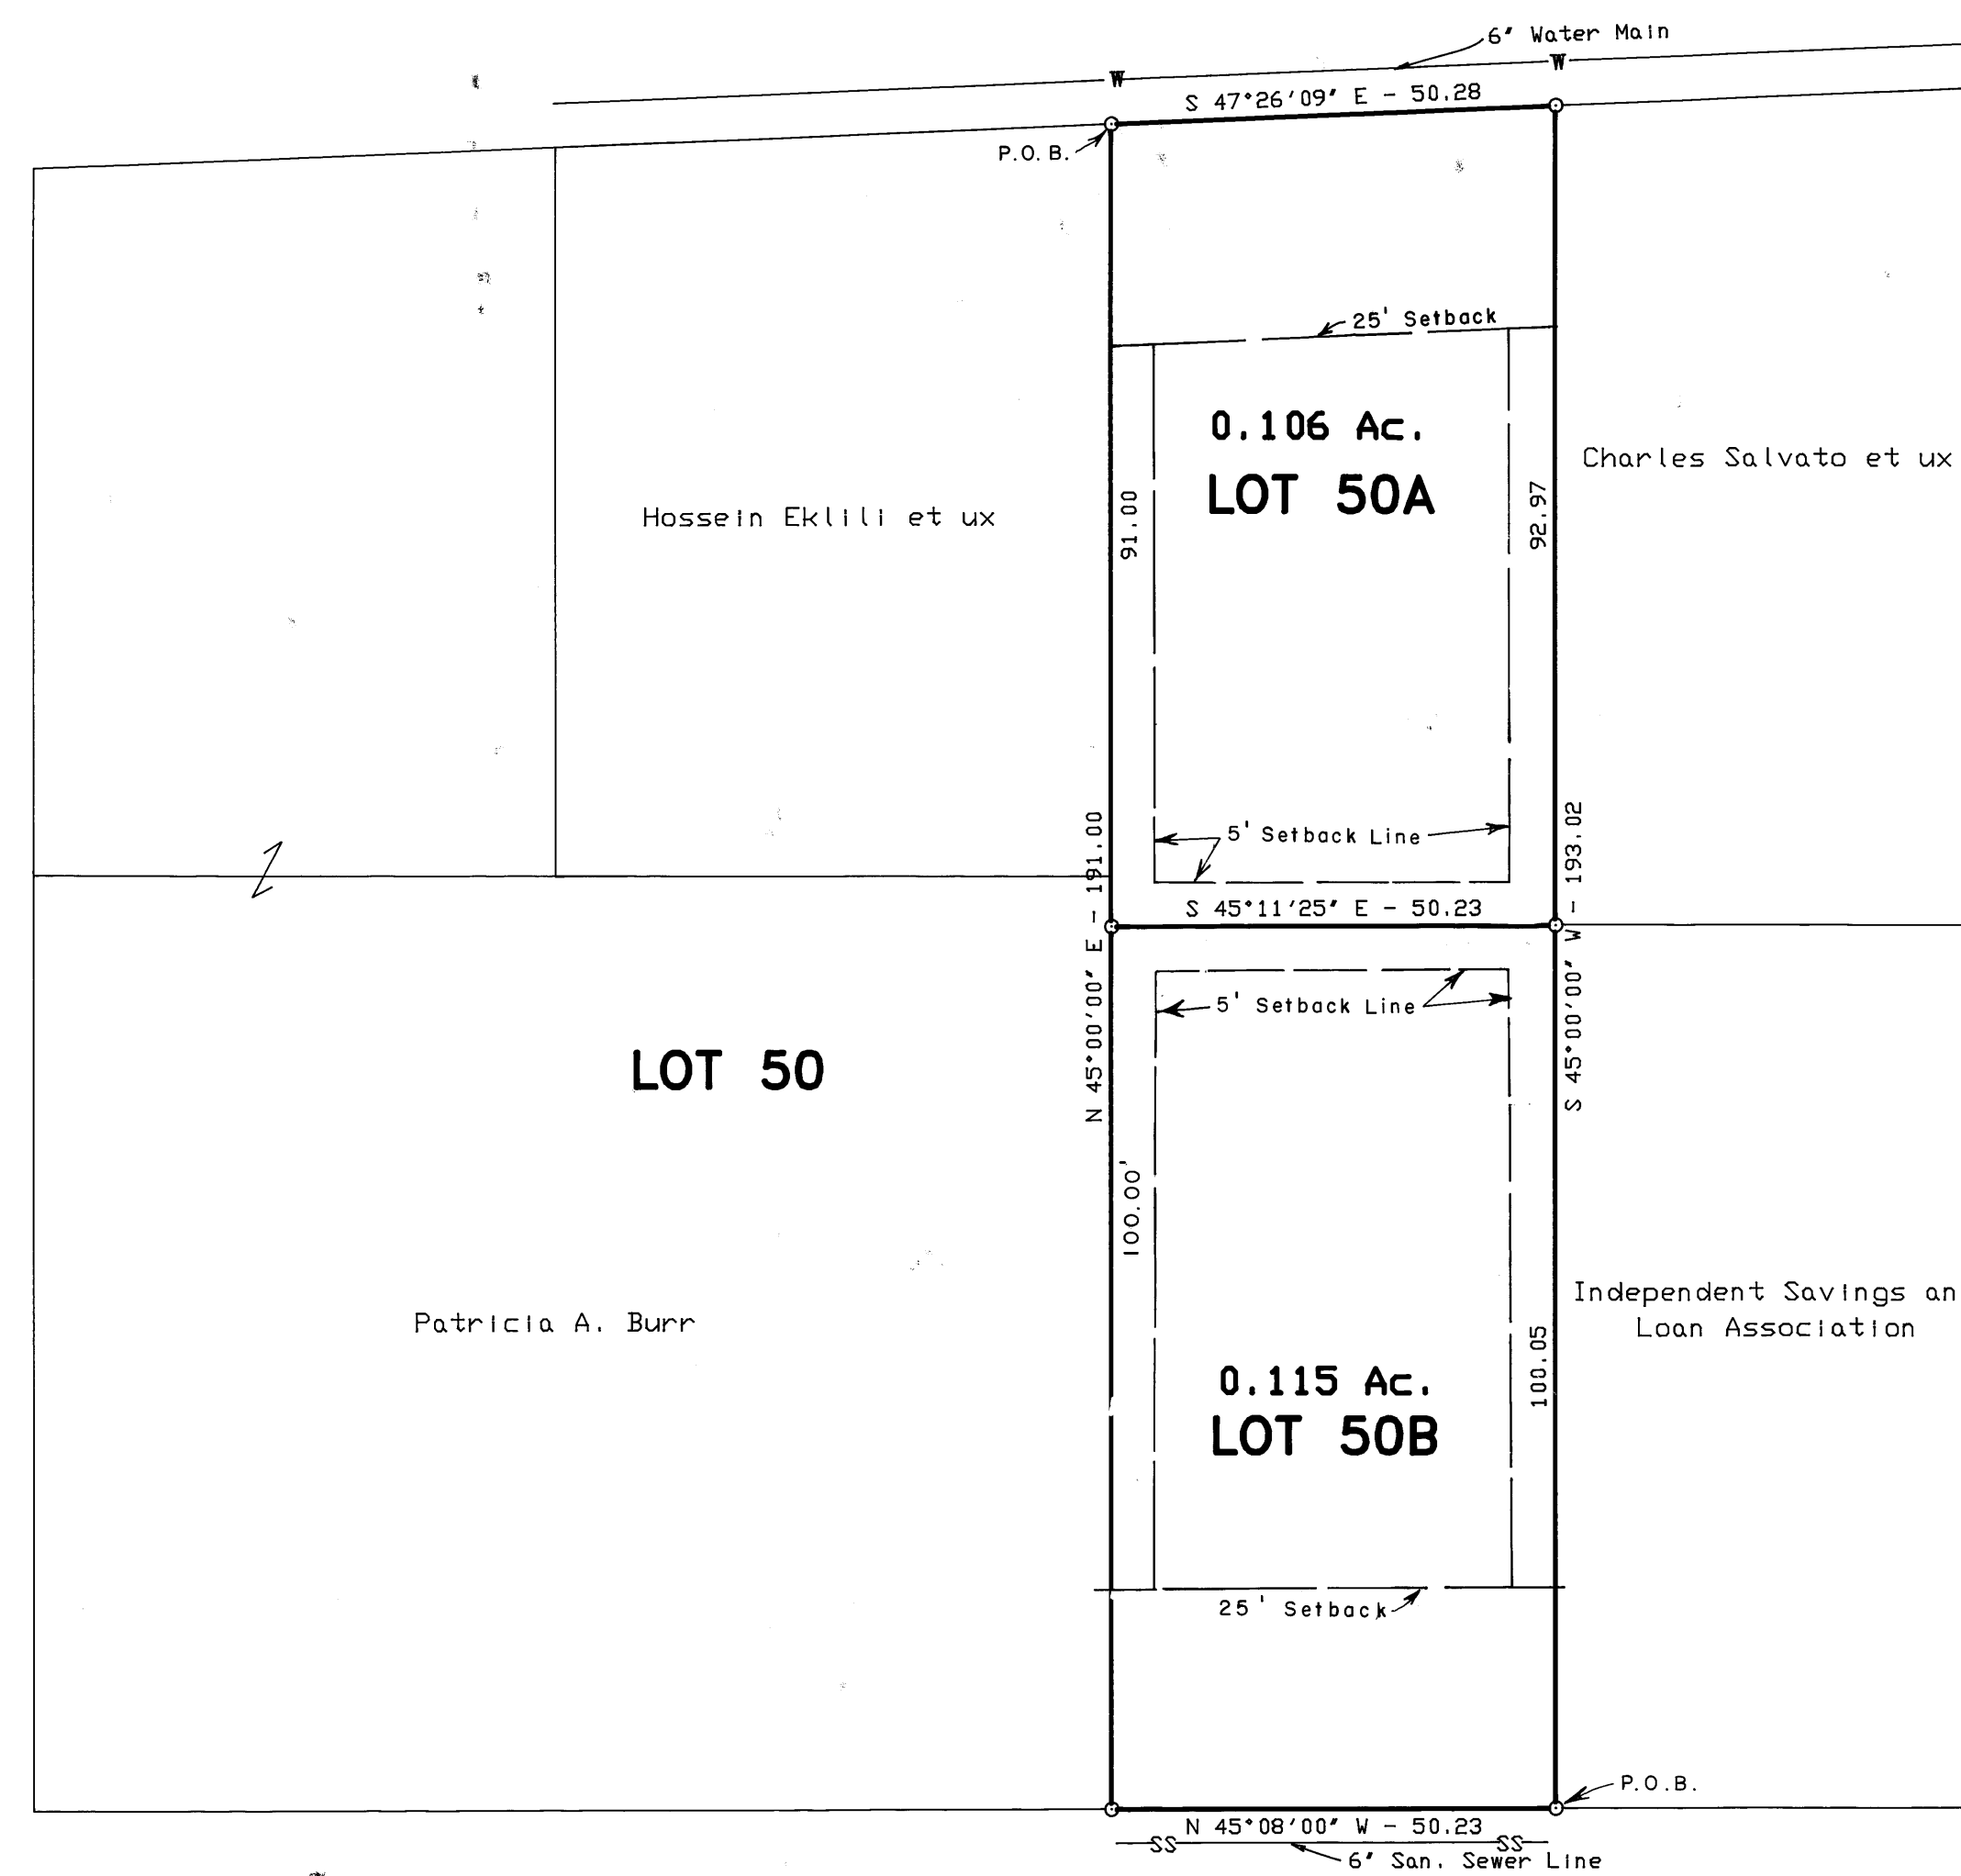 6" Water Main
W
W
S 47°26'09" E - 50.28
P.O.B.
25' Setback
0.106 Ac.
LOT 50A
Charles Salvato et ux
Hossein Eklili et ux
91.00
92.97
5' Setback Line
S 45°11'25" E - 50.23
N 45°00'00" E - 191.00
S 45°00'00" W - 193.02
5' Setback Line
LOT 50
100.00'
Patricia A. Burr
Independent Savings an
Loan Association
100.05
0.115 Ac.
LOT 50B
25' Setback
P.O.B.
N 45°08'00" W - 50.23
SS
SS
6" San. Sewer Line